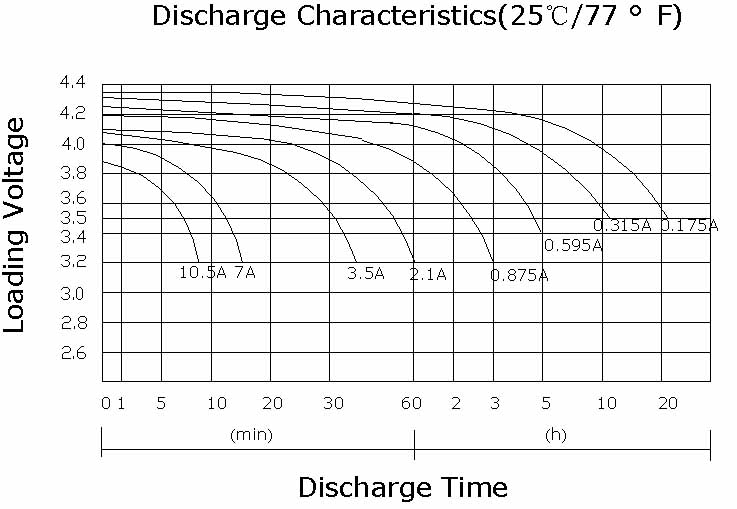 Discharge Characteristics(25℃/77 ° F)
Loading Voltage
4.4
4.2
4.0
3.8
3.6
3.5
3.4
3.2
3.0
2.8
2.6
0.315A 0.175A
0.595A
10.5A 7A 3.5A 2.1A 0.875A
0 1 5 10 20 30 60 2 3 5 10 20
(min) (h)
Discharge Time